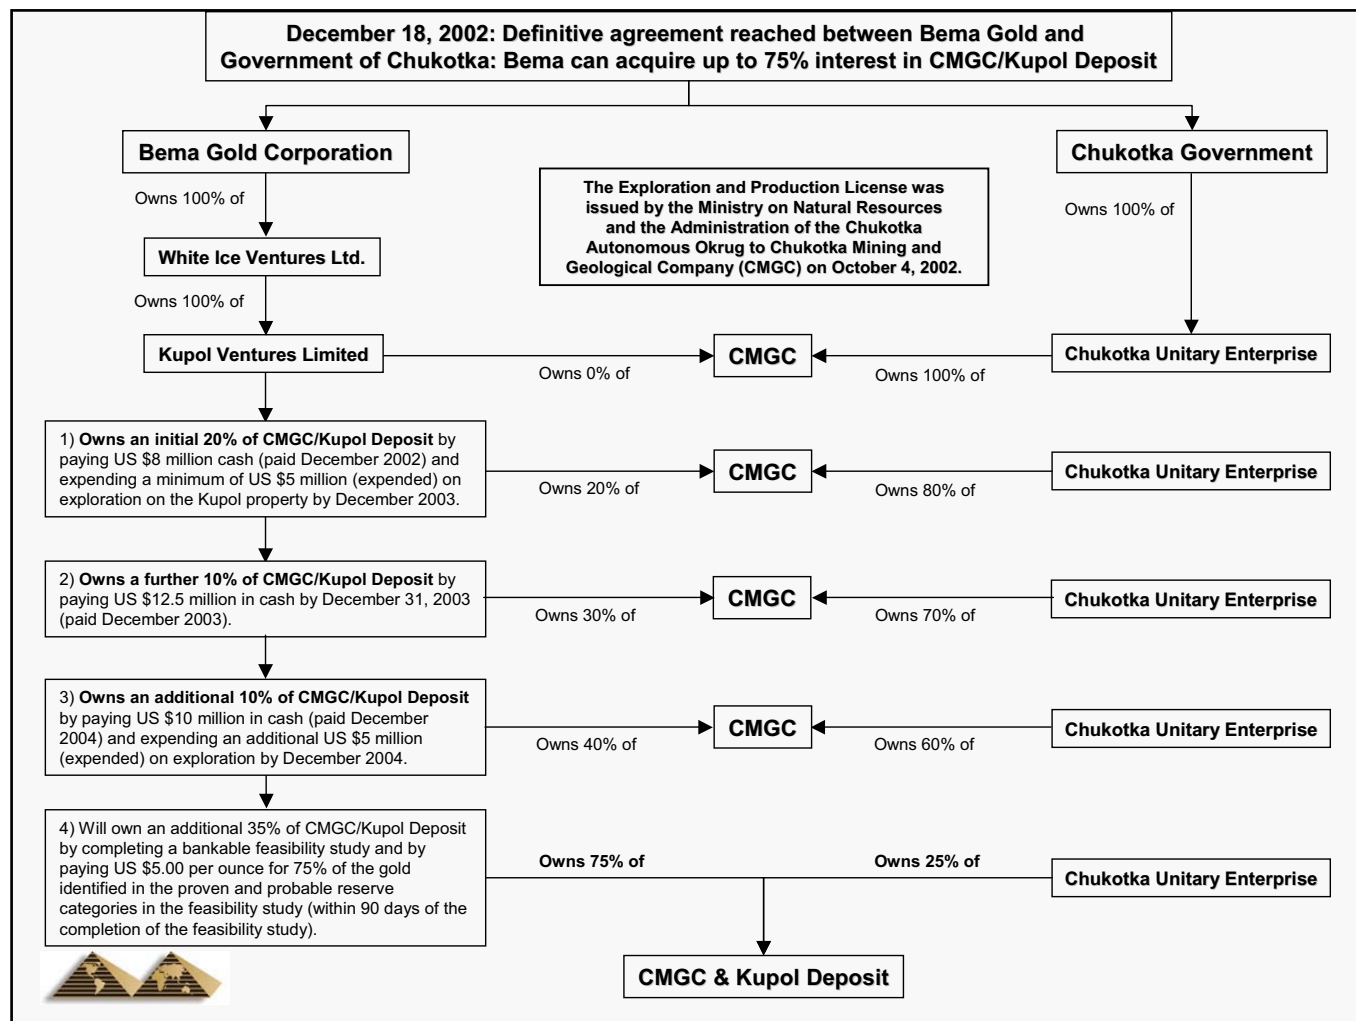 December 18, 2002: Definitive agreement reached between Bema Gold and
Government of Chukotka: Bema can acquire up to 75% interest in CMGC/Kupol Deposit
Bema Gold Corporation
Chukotka Government
Owns 100% of
The Exploration and Production License was
issued by the Ministry on Natural Resources
and the Administration of the Chukotka
Autonomous Okrug to Chukotka Mining and
Geological Company (CMGC) on October 4, 2002.
Owns 100% of
White Ice Ventures Ltd.
Owns 100% of
Kupol Ventures Limited
Owns 0% of
CMGC
Owns 100% of
Chukotka Unitary Enterprise
1) Owns an initial 20% of CMGC/Kupol Deposit by
paying US $8 million cash (paid December 2002) and
expending a minimum of US $5 million (expended) on
exploration on the Kupol property by December 2003.
Owns 20% of
CMGC
Owns 80% of
Chukotka Unitary Enterprise
2) Owns a further 10% of CMGC/Kupol Deposit by
paying US $12.5 million in cash by December 31, 2003
(paid December 2003).
Owns 30% of
CMGC
Owns 70% of
Chukotka Unitary Enterprise
3) Owns an additional 10% of CMGC/Kupol Deposit
by paying US $10 million in cash (paid December
2004) and expending an additional US $5 million
(expended) on exploration by December 2004.
Owns 40% of
CMGC
Owns 60% of
Chukotka Unitary Enterprise
4) Will own an additional 35% of CMGC/Kupol Deposit
by completing a bankable feasibility study and by
paying US $5.00 per ounce for 75% of the gold
identified in the proven and probable reserve
categories in the feasibility study (within 90 days of the
completion of the feasibility study).
Owns 75% of
Owns 25% of
Chukotka Unitary Enterprise
CMGC & Kupol Deposit